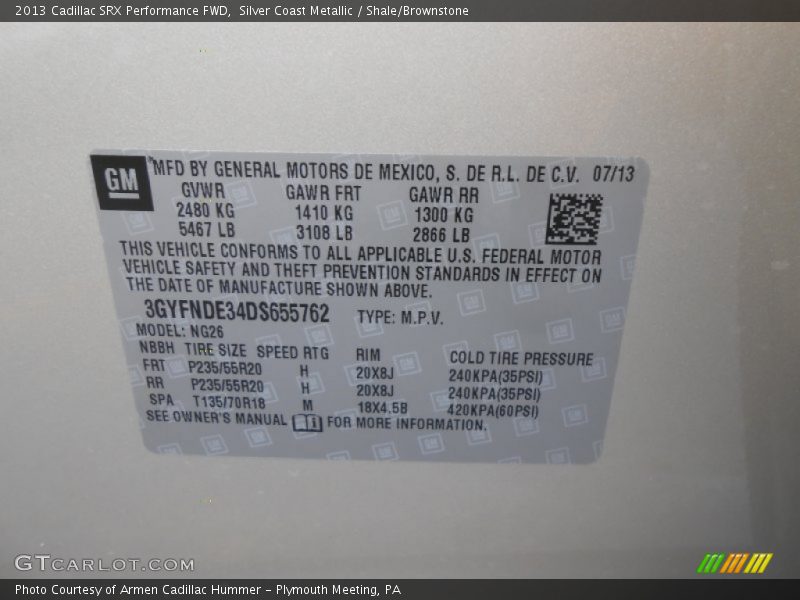 2013 Cadillac SRX Performance FWD,  Silver Coast Metallic / Shale/Brownstone
GM
MFD BY GENERAL MOTORS DE MEXICO, S. DE R.L. DE C.V. 07/13
GVWR GAWR FRT GAWR RR
2480 KG 1410 KG 1300 KG
5467 LB 3108 LB 2866 LB
THIS VEHICLE CONFORMS TO ALL APPLICABLE U.S. FEDERAL MOTOR
VEHICLE SAFETY AND THEFT PREVENTION STANDARDS IN EFFECT ON
THE DATE OF MANUFACTURE SHOWN ABOVE.
3GYFNDE34DS655762 TYPE: M.P.V.
MODEL: NG26
NBBH TIRE SIZE SPEED RTG RIM COLD TIRE PRESSURE
FRT P235/55R20 H 20X8J 240KPA(35PSI)
RR P235/55R20 H 20X8J 240KPA(35PSI)
SPA T135/70R18 M 18X4.5B 420KPA(60PSI)
SEE OWNER'S MANUAL FOR MORE INFORMATION.
GTCARLOT.COM
Photo Courtesy of Armen Cadillac Hummer - Plymouth Meeting, PA